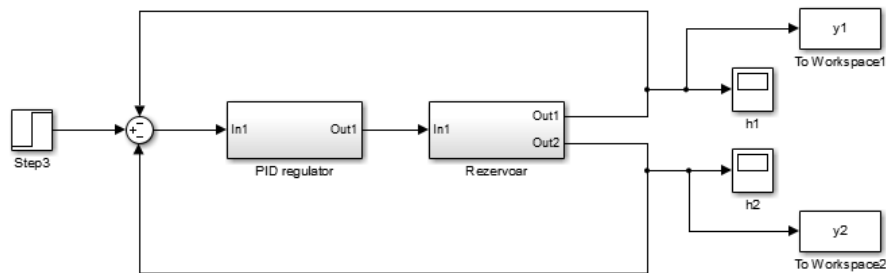 y1
To Workspace1
h1
Step3
In1
Out1
PID regulator
In1
Out1
Out2
Rezervoar
h2
y2
To Workspace2